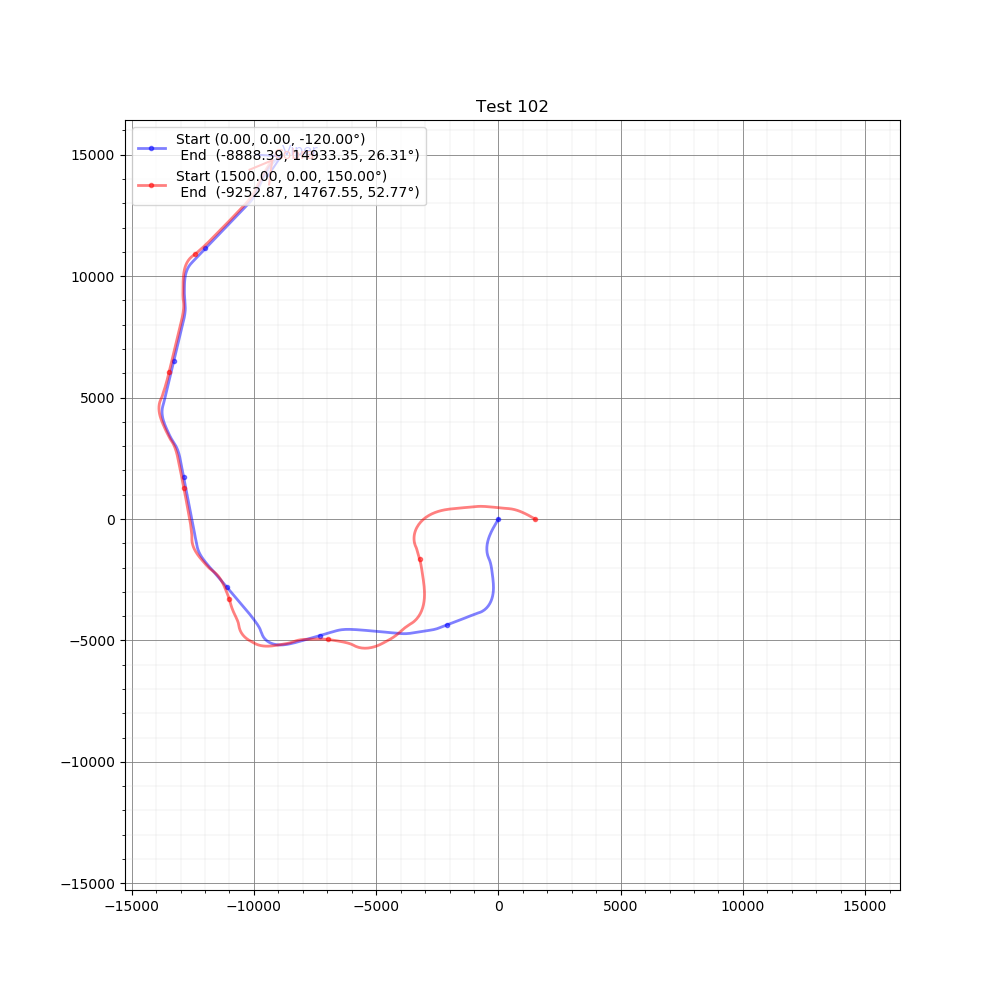 Test 102
Start (0.00, 0.00, -120.00°)
End (-8888.39, 14933.35, 26.31°)
Start (1500.00, 0.00, 150.00°)
End (-9252.87, 14767.55, 52.77°)
15000
10000
5000
0
−5000
−10000
−15000
−15000 −10000 −5000 0 5000 10000 15000